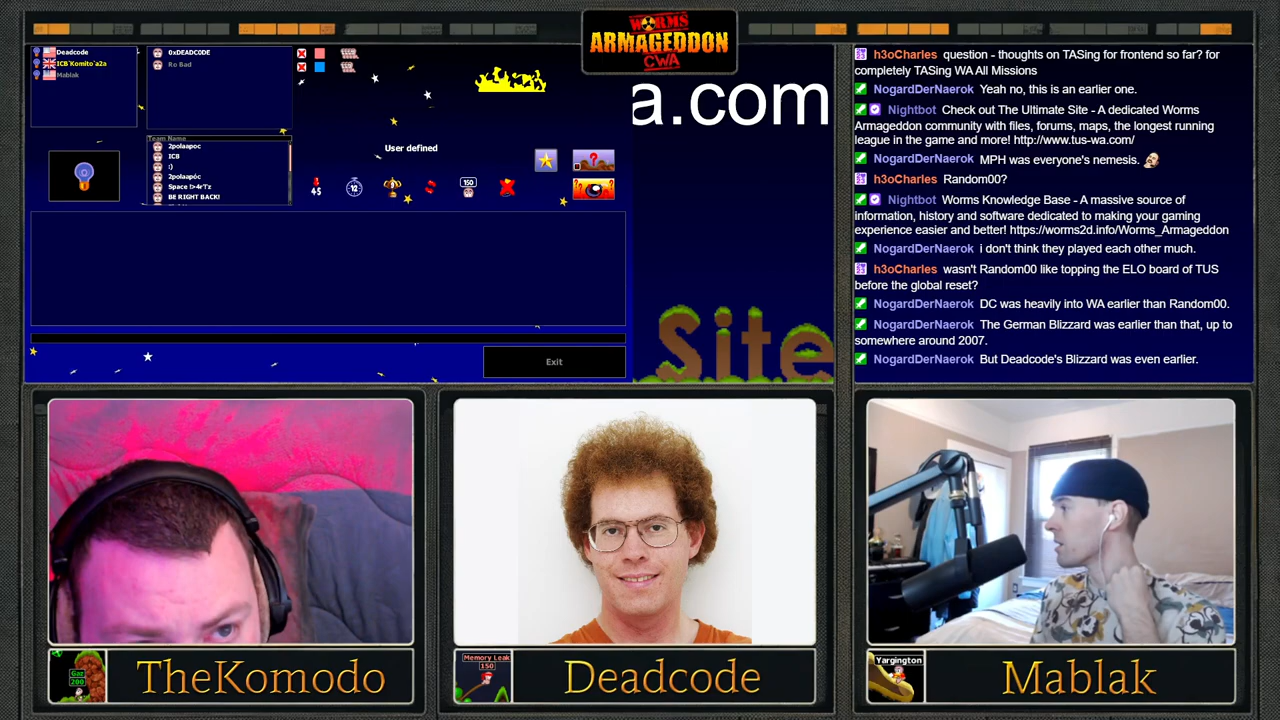 WORMS
ARMAGEDDON
CWA
Deadcode
ICB`Komito`a2a
Mablak
0xDEADC0DE
Ro Bad
Team Name
2polaapoc
ICB
:)
2polaapóc
Space !>4r'Tz
BE RIGHT BACK!
User defined
45
12
150
Exit
a.com
Site
h3oCharles question - thoughts on TASing for frontend so far? for
completely TASing WA All Missions
NogardDerNaerok Yeah no, this is an earlier one.
Nightbot Check out The Ultimate Site - A dedicated Worms
Armageddon community with files, forums, maps, the longest running
league in the game and more! http://www.tus-wa.com/
NogardDerNaerok MPH was everyone's nemesis.
h3oCharles Random00?
Nightbot Worms Knowledge Base - A massive source of
information, history and software dedicated to making your gaming
experience easier and better! https://worms2d.info/Worms_Armageddon
NogardDerNaerok i don't think they played each other much.
h3oCharles wasn't Random00 like topping the ELO board of TUS
before the global reset?
NogardDerNaerok DC was heavily into WA earlier than Random00.
NogardDerNaerok The German Blizzard was earlier than that, up to
somewhere around 2007.
NogardDerNaerok But Deadcode's Blizzard was even earlier.
Gaz
200
TheKomodo
Memory Leak
150
Deadcode
Yargington
Mablak